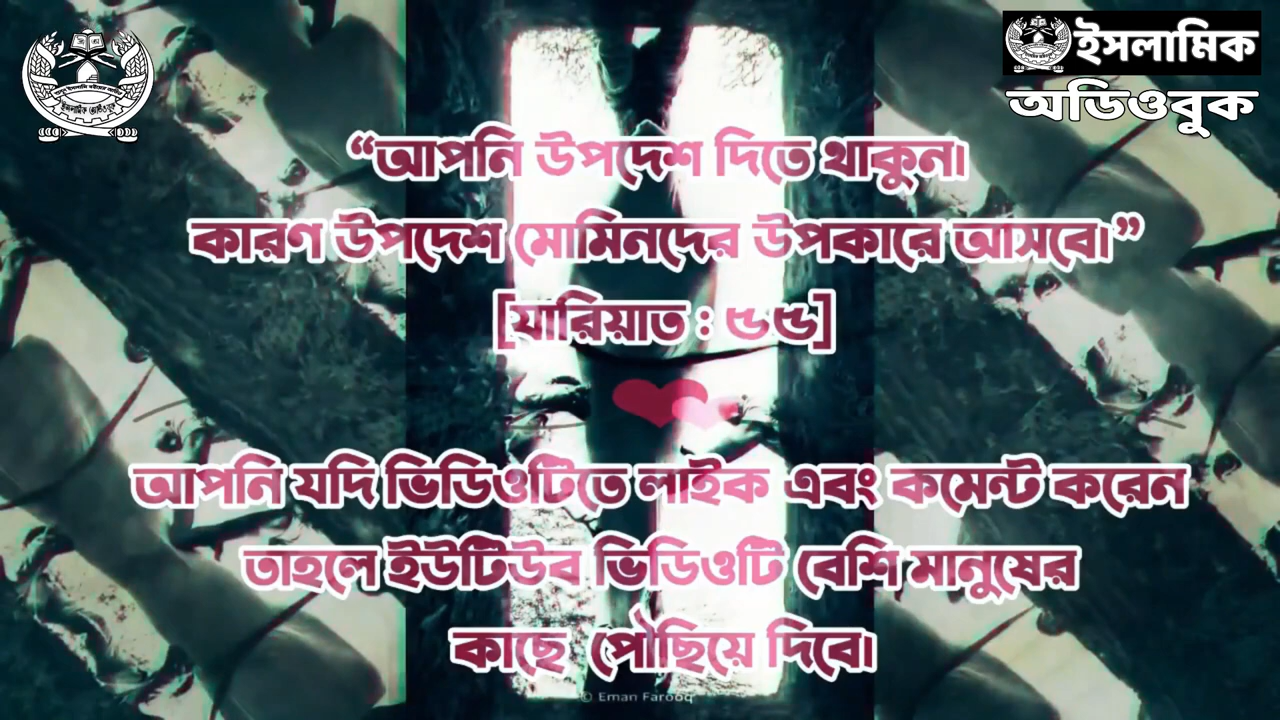 ইসলামিক
অডিওবুক
“আপনি উপদেশ দিতে থাকুন।
কারণ উপদেশ মোমিনদের উপকারে আসবে।”
[যারিয়াত : ৫৫]
আপনি যদি ভিডিওটিতে লাইক এবং কমেন্ট করেন
তাহলে ইউটিউব ভিডিওটি বেশি মানুষের
কাছে পৌছিয়ে দিবে।
© Eman Farooq